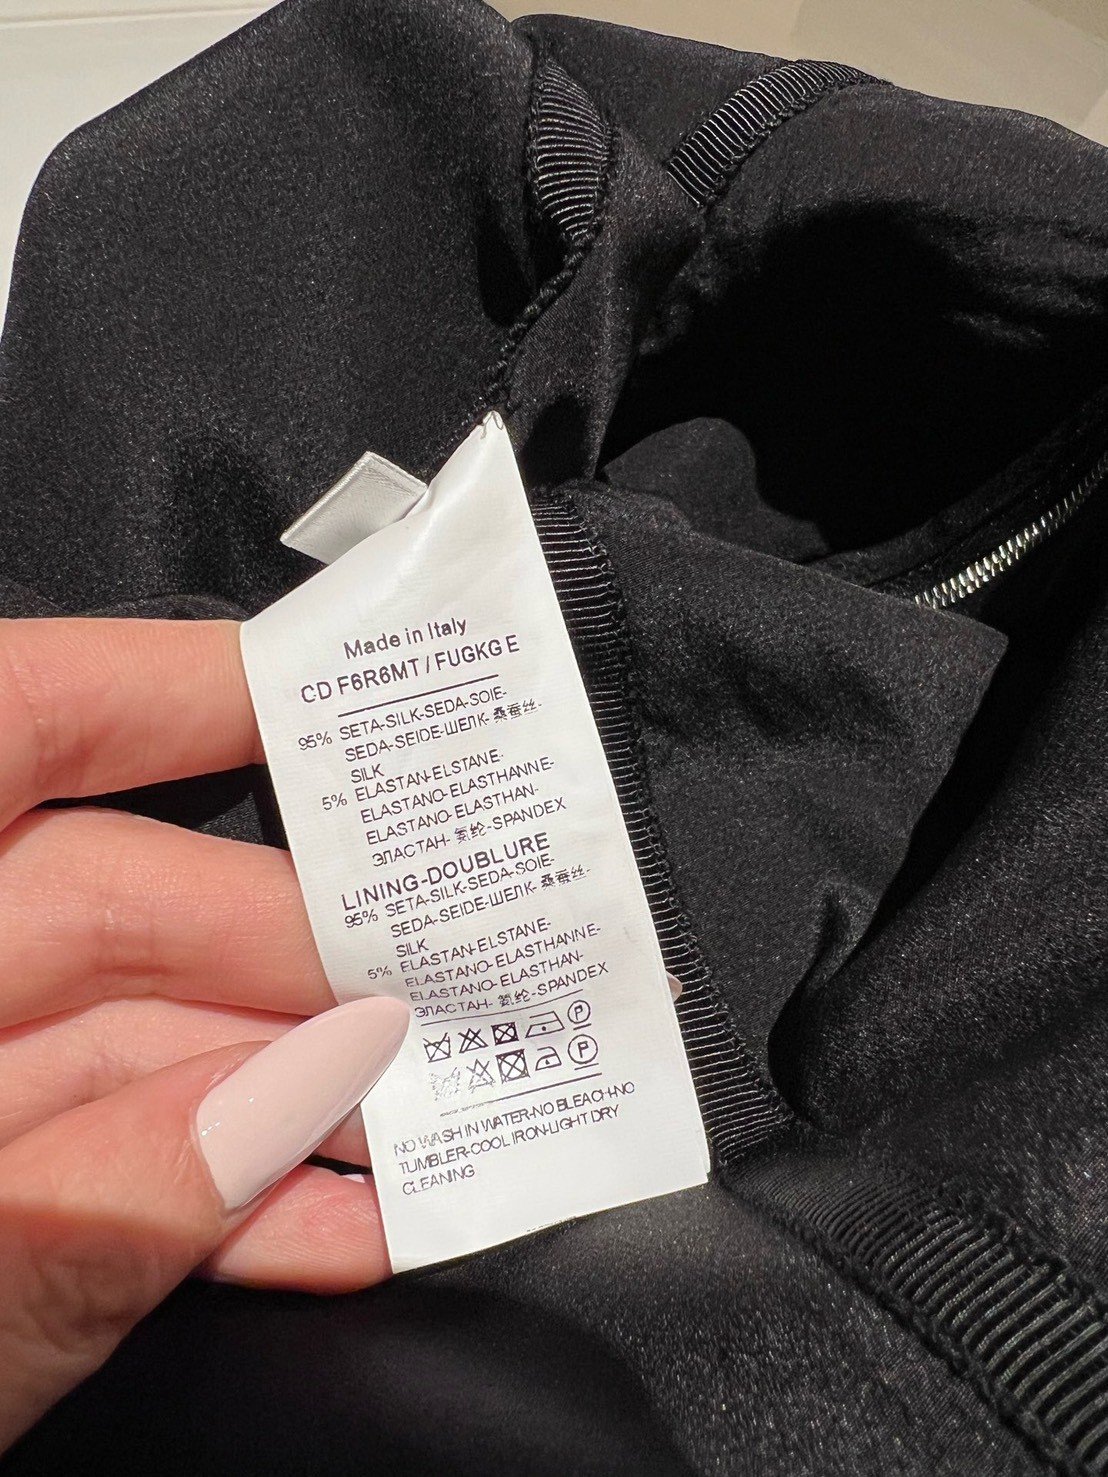 Made in Italy
CD F6R6MT / FUGKG E
95% SETA-SILK-SEDA-SOIE-
SEDA-SEIDE-ШЕЛК- 桑蚕丝-
SILK
5% ELASTAN-ELSTANE-
ELASTANO-ELASTHANNE-
ELASTANO-ELASTHAN-
ЭЛАСТАН- 氨纶-SPANDEX
LINING-DOUBLURE
95% SETA-SILK-SEDA-SOIE-
SEDA-SEIDE-ШЕЛК- 桑蚕丝-
SILK
5% ELASTAN-ELSTANE-
ELASTANO-ELASTHANNE-
ELASTANO-ELASTHAN-
ЭЛАСТАН- 氨纶-SPANDEX
P
P
NO WASH IN WATER-NO BLEACH-NO
TUMBLER-COOL IRON-LIGHT DRY
CLEANING